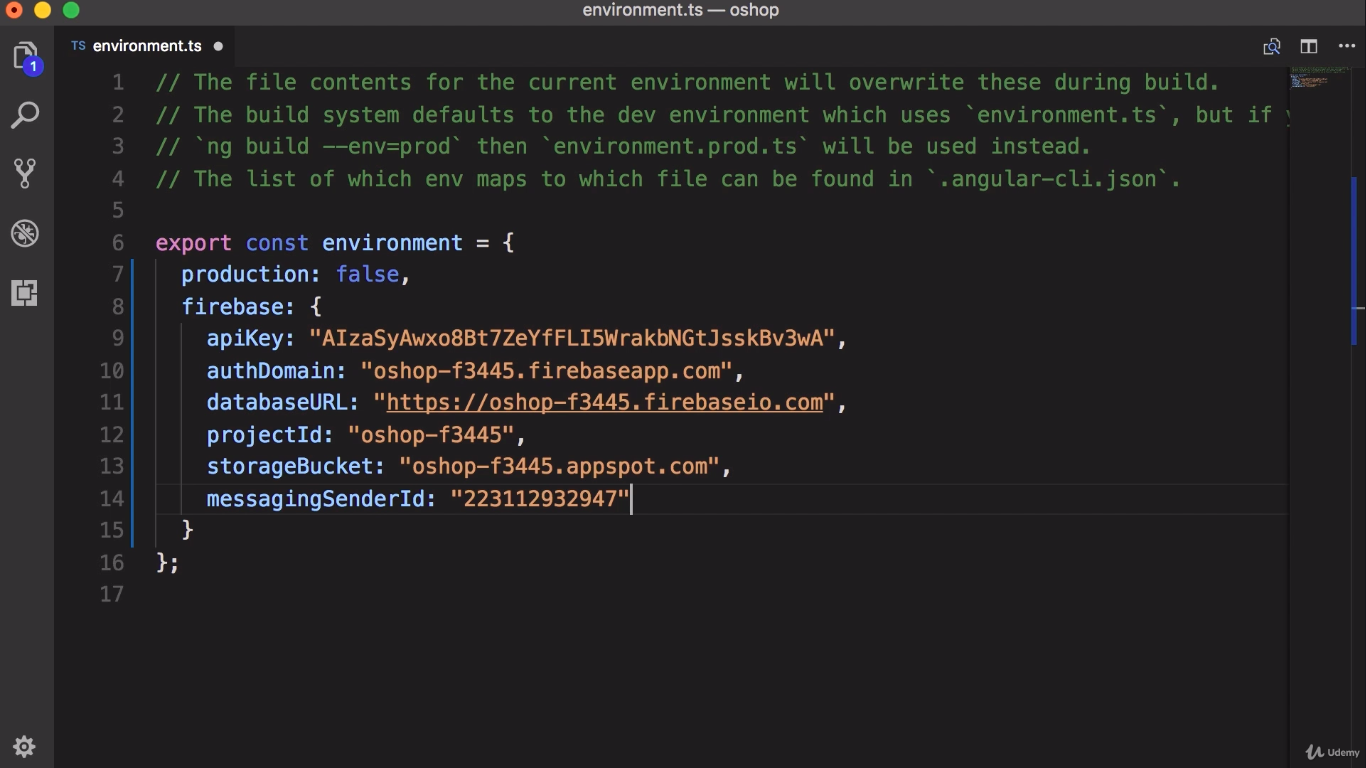 environment.ts — oshop
TS environment.ts
1
1 // The file contents for the current environment will overwrite these during build.
2 // The build system defaults to the dev environment which uses `environment.ts`, but if
3 // `ng build --env=prod` then `environment.prod.ts` will be used instead.
4 // The list of which env maps to which file can be found in `.angular-cli.json`.
5
6 export const environment = {
7 production: false,
8 firebase: {
9 apiKey: "AIzaSyAwxo8Bt7ZeYfFLI5WrakbNGtJsskBv3wA",
10 authDomain: "oshop-f3445.firebaseapp.com",
11 databaseURL: "https://oshop-f3445.firebaseio.com",
12 projectId: "oshop-f3445",
13 storageBucket: "oshop-f3445.appspot.com",
14 messagingSenderId: "223112932947"
15 }
16 };
17
Udemy